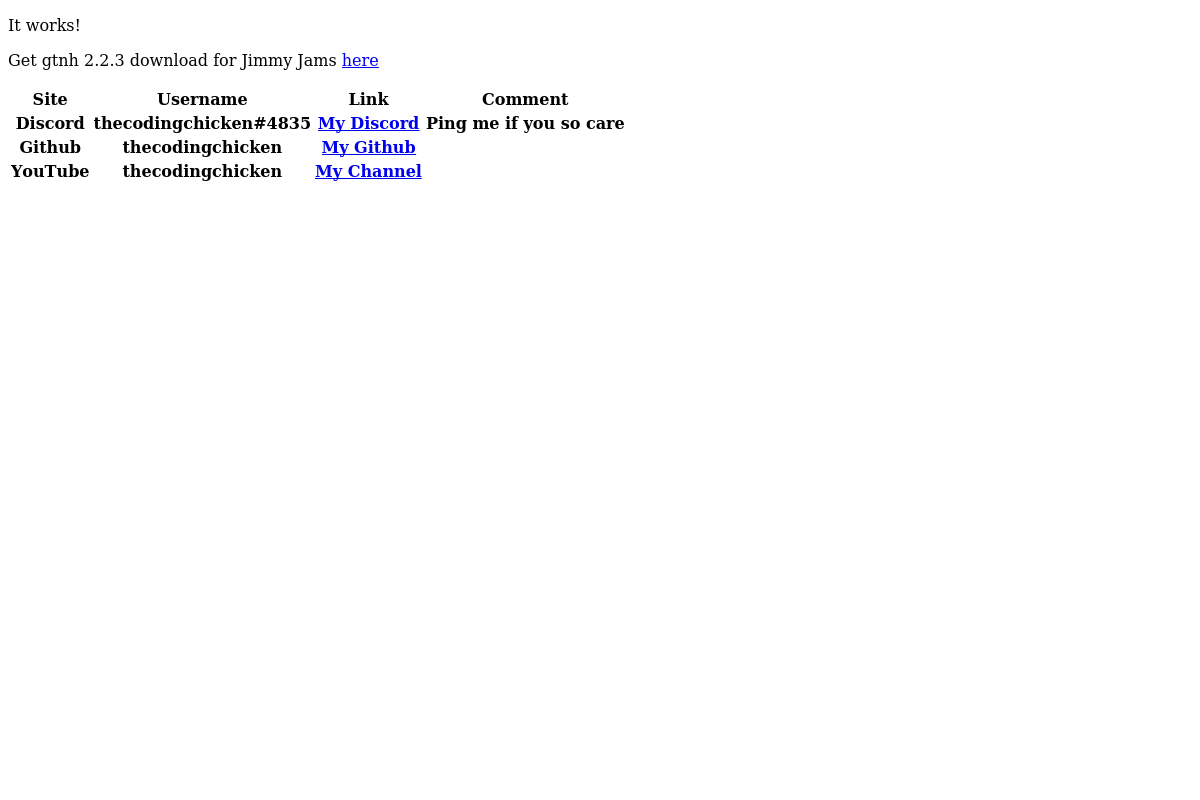 It works!
Get gtnh 2.2.3 download for Jimmy Jams here
Site Username Link Comment
Discord thecodingchicken#4835 My Discord Ping me if you so care
Github thecodingchicken My Github
YouTube thecodingchicken My Channel